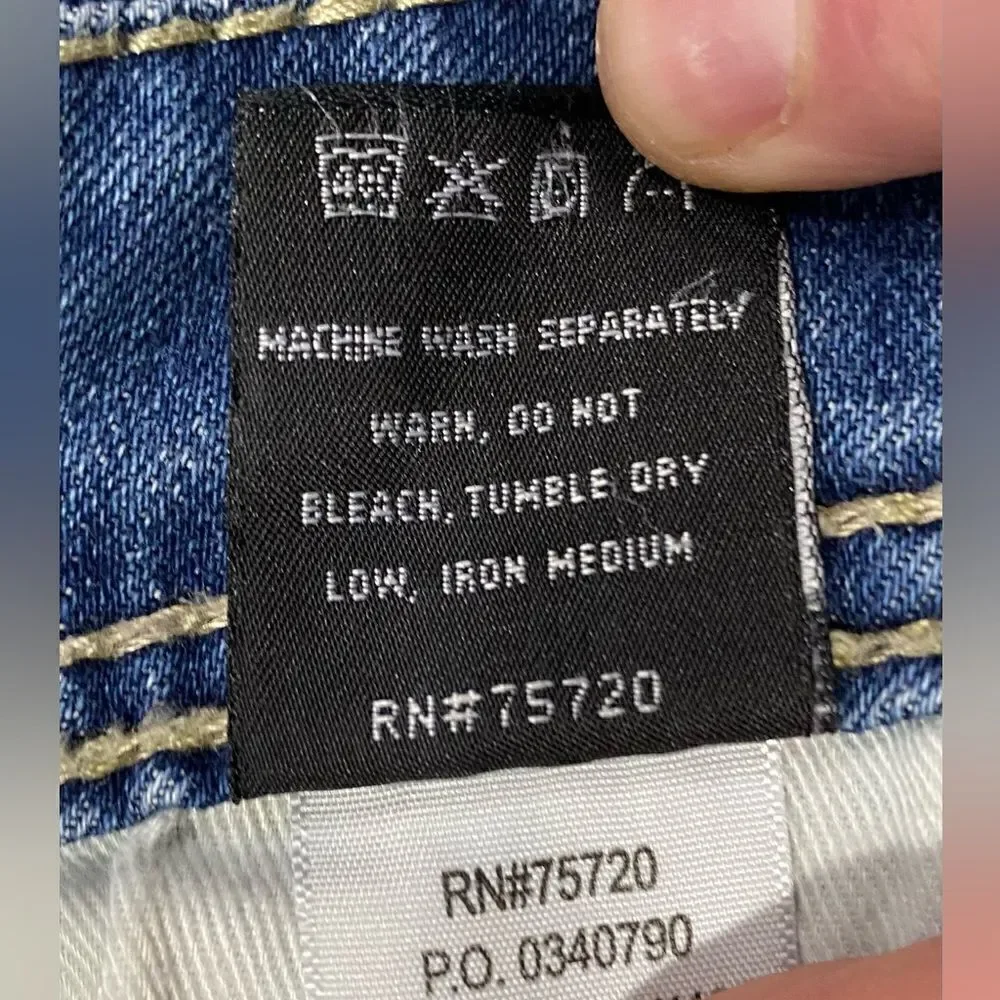 MACHINE WASH SEPARATELY
WARM, DO NOT
BLEACH, TUMBLE DRY
LOW, IRON MEDIUM
RN#75720
RN#75720
P.O. 0340790